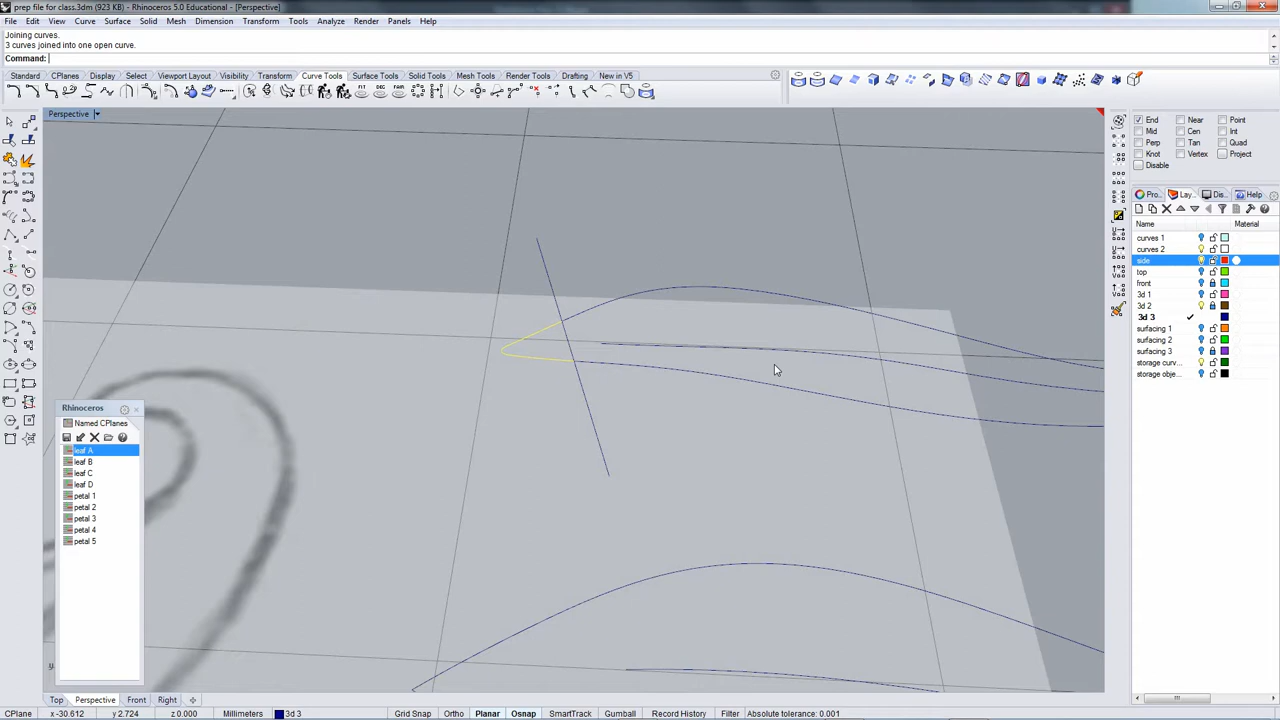 prep file for class.3dm (923 KB) - Rhinoceros 5.0 Educational - [Perspective]
File Edit View Curve Surface Solid Mesh Dimension Transform Tools Analyze Render Panels Help
Joining curves.
3 curves joined into one open curve.
Command:
Standard CPlanes Display Select Viewport Layout Visibility Transform Curve Tools Surface Tools Solid Tools Mesh Tools Render Tools Drafting New in V5
Perspective
End Near Point
Mid Cen Int
Perp Tan Quad
Knot Vertex Project
Disable
Pro... Lay... Dis... Help
Name Material
curves 1
curves 2
side
top
front
3d 1
3d 2
3d 3
surfacing 1
surfacing 2
surfacing 3
storage curv...
storage obje...
Rhinoceros
Named CPlanes
leaf A
leaf B
leaf C
leaf D
petal 1
petal 2
petal 3
petal 4
petal 5
Top Perspective Front Right
CPlane x -30.612 y 2.724 z 0.000 Millimeters 3d 3 Grid Snap Ortho Planar Osnap SmartTrack Gumball Record History Filter Absolute tolerance: 0.001